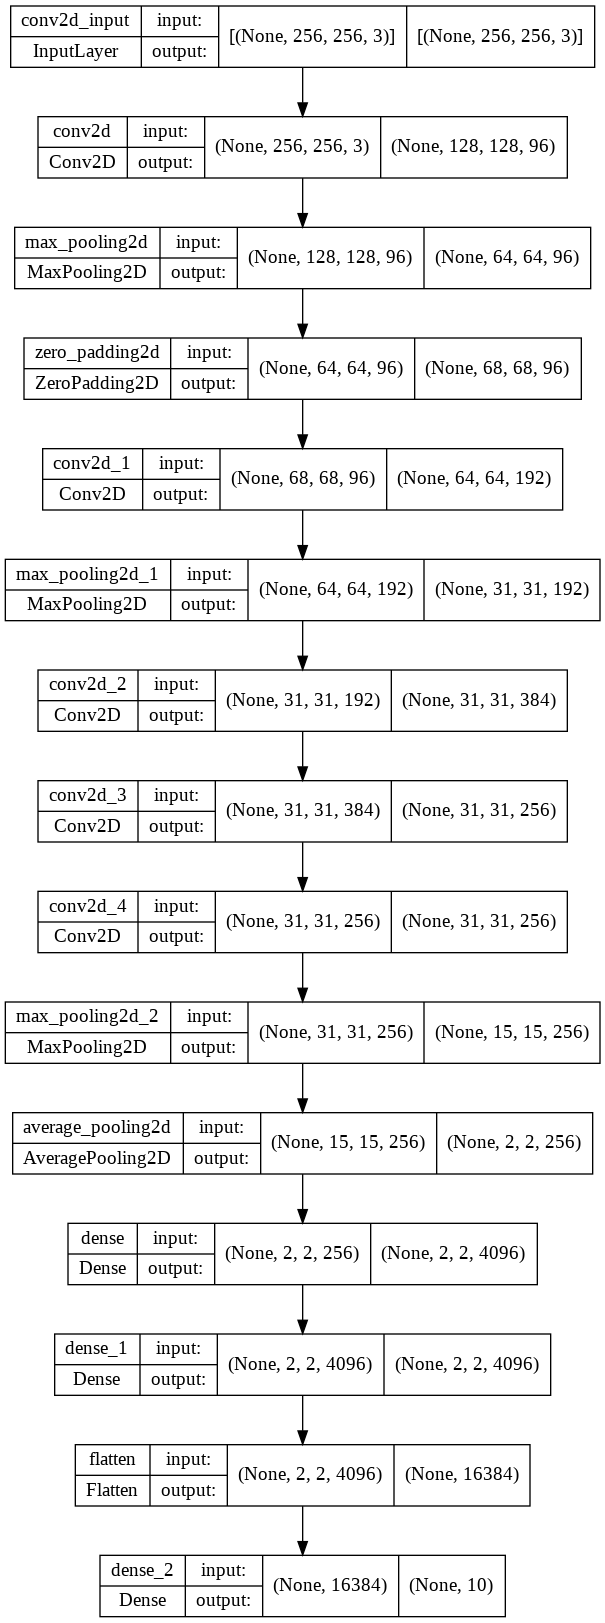 conv2d_input input: [(None, 256, 256, 3)] [(None, 256, 256, 3)]
InputLayer output:
conv2d input: (None, 256, 256, 3) (None, 128, 128, 96)
Conv2D output:
max_pooling2d input: (None, 128, 128, 96) (None, 64, 64, 96)
MaxPooling2D output:
zero_padding2d input: (None, 64, 64, 96) (None, 68, 68, 96)
ZeroPadding2D output:
conv2d_1 input: (None, 68, 68, 96) (None, 64, 64, 192)
Conv2D output:
max_pooling2d_1 input: (None, 64, 64, 192) (None, 31, 31, 192)
MaxPooling2D output:
conv2d_2 input: (None, 31, 31, 192) (None, 31, 31, 384)
Conv2D output:
conv2d_3 input: (None, 31, 31, 384) (None, 31, 31, 256)
Conv2D output:
conv2d_4 input: (None, 31, 31, 256) (None, 31, 31, 256)
Conv2D output:
max_pooling2d_2 input: (None, 31, 31, 256) (None, 15, 15, 256)
MaxPooling2D output:
average_pooling2d input: (None, 15, 15, 256) (None, 2, 2, 256)
AveragePooling2D output:
dense input: (None, 2, 2, 256) (None, 2, 2, 4096)
Dense output:
dense_1 input: (None, 2, 2, 4096) (None, 2, 2, 4096)
Dense output:
flatten input: (None, 2, 2, 4096) (None, 16384)
Flatten output:
dense_2 input: (None, 16384) (None, 10)
Dense output: